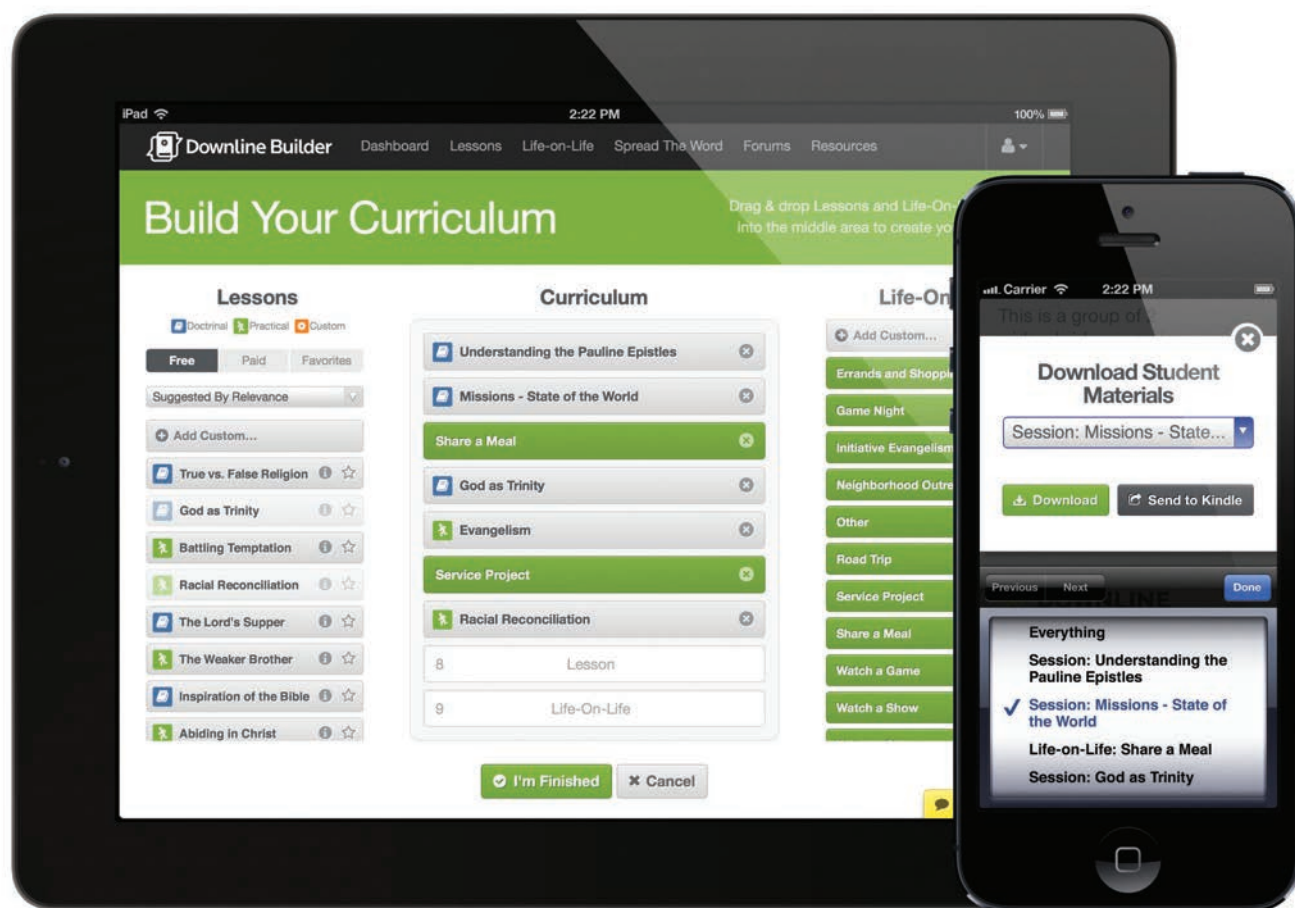 iPad
2:22 PM
100%
Downline Builder
Dashboard
Lessons
Life-on-Life
Spread The Word
Forums
Resources
Build Your Curriculum
Drag & drop Lessons and Life-On-
into the middle area to create yo
Lessons
Doctrinal
Practical
Custom
Free
Paid
Favorites
Suggested By Relevance
Add Custom...
True vs. False Religion
God as Trinity
Battling Temptation
Racial Reconciliation
The Lord's Supper
The Weaker Brother
Inspiration of the Bible
Abiding in Christ
Curriculum
Understanding the Pauline Epistles
Missions - State of the World
Share a Meal
God as Trinity
Evangelism
Service Project
Racial Reconciliation
8 Lesson
9 Life-On-Life
I'm Finished
Cancel
Life-On
Add Custom...
Errands and Shoppi
Game Night
Initiative Evangelism
Neighborhood Outre
Other
Road Trip
Service Project
Share a Meal
Watch a Game
Watch a Show
Carrier
2:22 PM
This is a group of 2
Download Student
Materials
Session: Missions - State...
Download
Send to Kindle
Previous
Next
Done
Everything
Session: Understanding the
Pauline Epistles
Session: Missions - State of
the World
Life-on-Life: Share a Meal
Session: God as Trinity